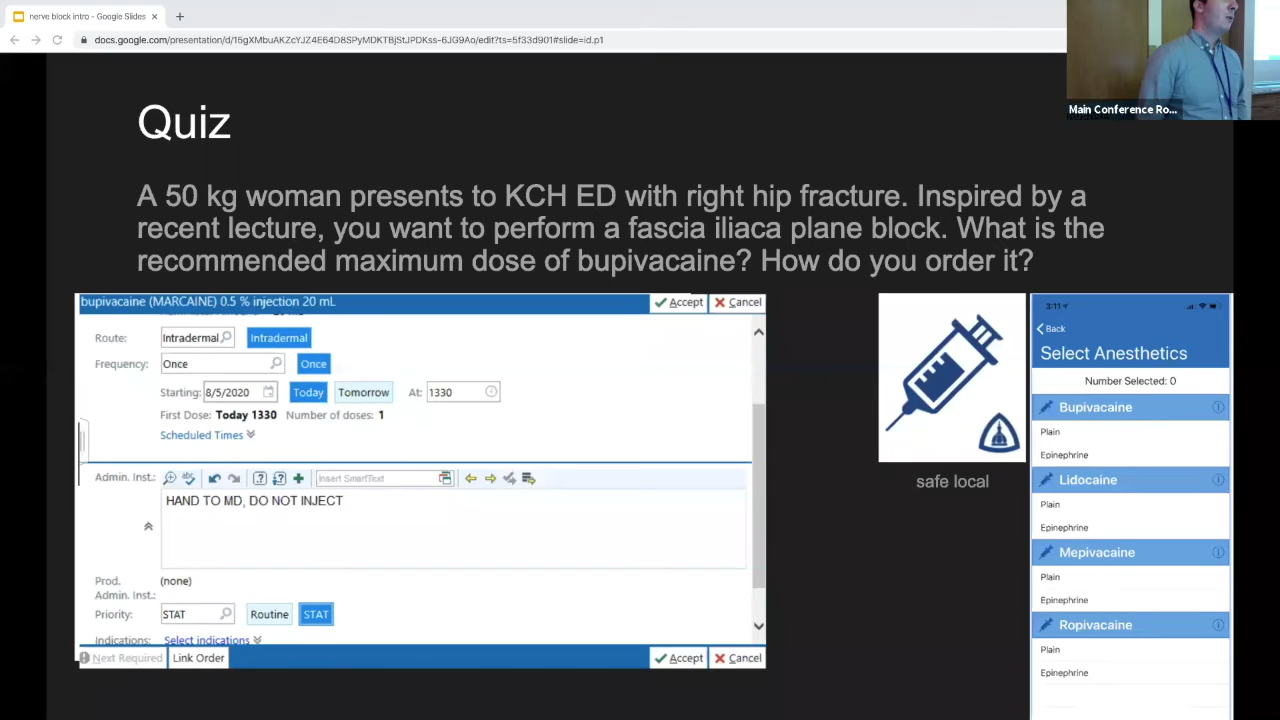 nerve block intro - Google Slides
docs.google.com/presentation/d/15gXMbuAKZcYJZ4E64D8SPyMDKTBjStJPDKss-6JG9Ao/edit?ts=5f33d901#slide=id.p1
Main Conference Ro...
Quiz
A 50 kg woman presents to KCH ED with right hip fracture. Inspired by a
recent lecture, you want to perform a fascia iliaca plane block. What is the
recommended maximum dose of bupivacaine? How do you order it?
bupivacaine (MARCAINE) 0.5 % injection 20 mL
Accept Cancel
Route: Intradermal Intradermal
Frequency: Once Once
Starting: 8/5/2020 Today Tomorrow At: 1330
First Dose: Today 1330 Number of doses: 1
Scheduled Times
Admin. Inst.: Insert SmartText
HAND TO MD, DO NOT INJECT
Prod. (none)
Admin. Inst.:
Priority: STAT Routine STAT
Indications: Select indications
Next Required Link Order Accept Cancel
safe local
3:11
Back
Select Anesthetics
Number Selected: 0
Bupivacaine
Plain
Epinephrine
Lidocaine
Plain
Epinephrine
Mepivacaine
Plain
Epinephrine
Ropivacaine
Plain
Epinephrine